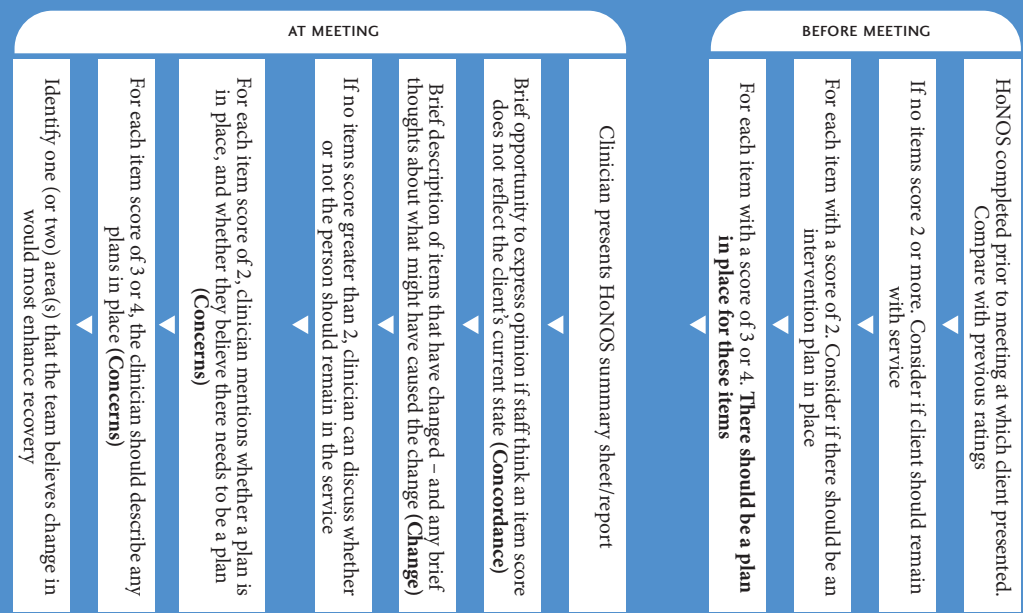 BEFORE MEETING
HoNOS completed prior to meeting at which client presented.
Compare with previous ratings
If no items score 2 or more. Consider if client should remain
with service
For each item with a score of 2. Consider if there should be an
intervention plan in place
For each item with a score of 3 or 4. There should be a plan
in place for these items
AT MEETING
Clinician presents HoNOS summary sheet/report
Brief opportunity to express opinion if staff think an item score
does not reflect the client's current state (Concordance)
Brief description of items that have changed – and any brief
thoughts about what might have caused the change (Change)
If no items score greater than 2, clinician can discuss whether
or not the person should remain in the service
For each item score of 2, clinician mentions whether a plan is
in place, and whether they believe there needs to be a plan
(Concerns)
For each item score of 3 or 4, the clinician should describe any
plans in place (Concerns)
Identify one (or two) area(s) that the team believes change in
would most enhance recovery